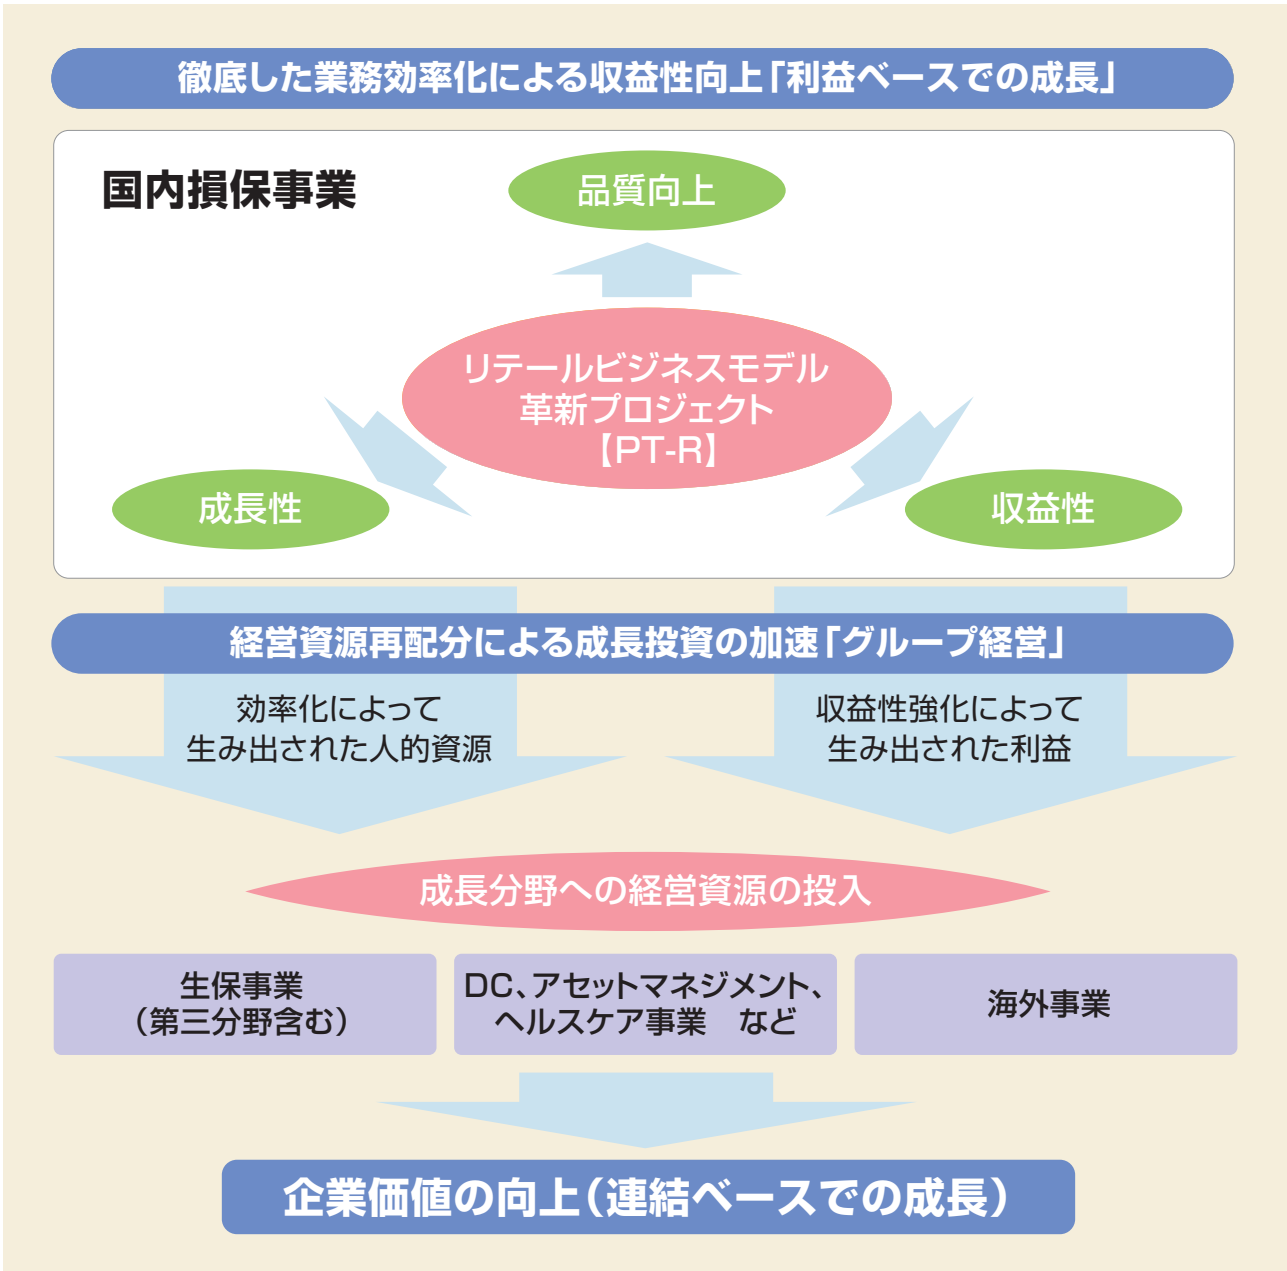 徹底した業務効率化による収益性向上「利益ベースでの成長」
国内損保事業
品質向上
リテールビジネスモデル
革新プロジェクト
【PT-R】
成長性
収益性
経営資源再配分による成長投資の加速「グループ経営」
効率化によって
生み出された人的資源
収益性強化によって
生み出された利益
成長分野への経営資源の投入
生保事業
（第三分野含む）
DC、アセットマネジメント、
ヘルスケア事業　など
海外事業
企業価値の向上（連結ベースでの成長）